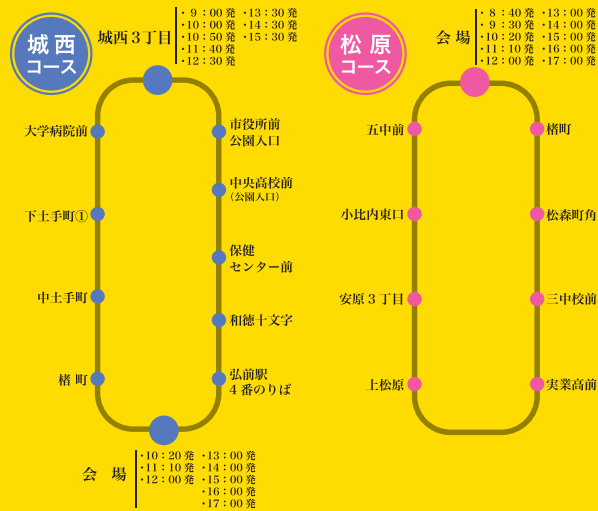 城西
コース
城西3丁目
・9:00発 ・13:30発
・10:00発 ・14:30発
・10:50発 ・15:30発
・11:40発
・12:30発
大学病院前
下土手町①
中土手町
楮町
市役所前
公園入口
中央高校前
(公園入口)
保健
センター前
和徳十文字
弘前駅
4番のりば
会場
・10:20発 ・13:00発
・11:10発 ・14:00発
・12:00発 ・15:00発
・16:00発
・17:00発
松原
コース
会場
・8:40発 ・13:00発
・9:30発 ・14:00発
・10:20発 ・15:00発
・11:10発 ・16:00発
・12:00発 ・17:00発
五中前
小比内東口
安原3丁目
上松原
楮町
松森町角
三中校前
実業高前